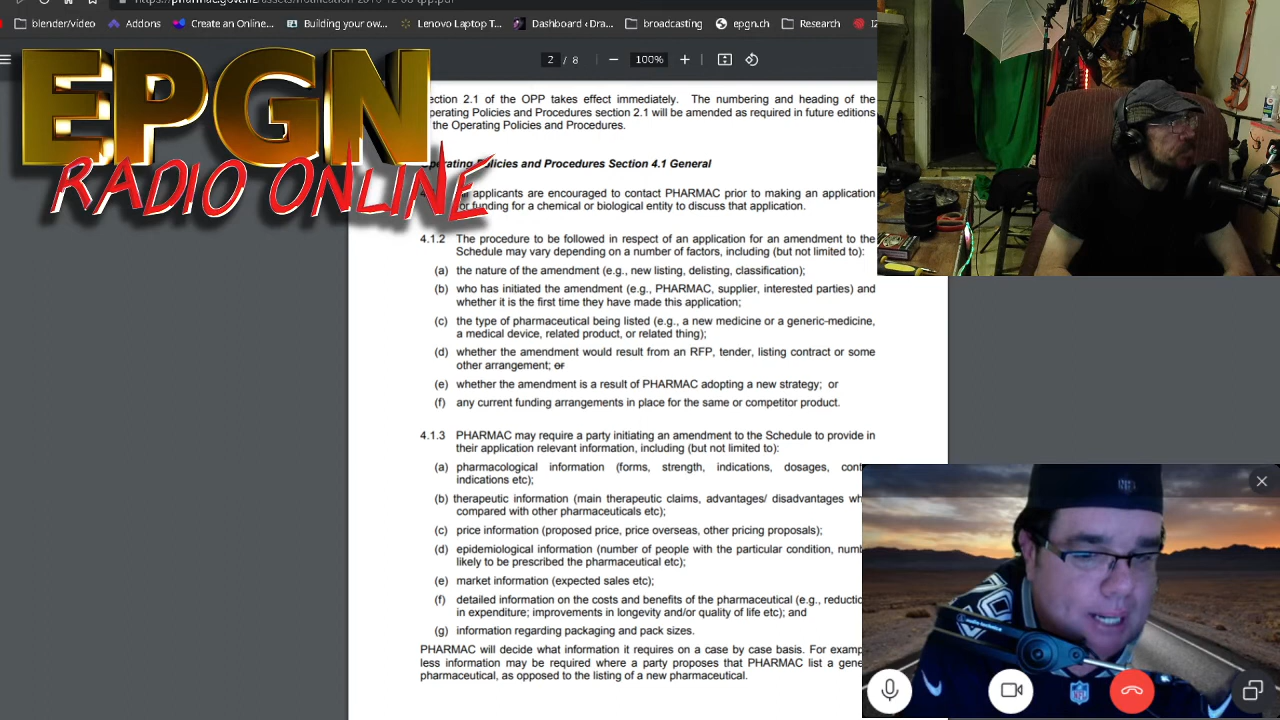 blender/video
Addons
Create an Online...
Building your ow...
Lenovo Laptop T...
Dashboard ‹ Dra...
broadcasting
epgn.ch
Research
2 / 8
100%
EPGN
RADIO ONLINE
ection 2.1 of the OPP takes effect immediately. The numbering and heading of the
perating Policies and Procedures section 2.1 will be amended as required in future editions
the Operating Policies and Procedures.
Operating Policies and Procedures Section 4.1 General
applicants are encouraged to contact PHARMAC prior to making an application
for funding for a chemical or biological entity to discuss that application.
4.1.2 The procedure to be followed in respect of an application for an amendment to the
Schedule may vary depending on a number of factors, including (but not limited to):
(a) the nature of the amendment (e.g., new listing, delisting, classification);
(b) who has initiated the amendment (e.g., PHARMAC, supplier, interested parties) and
whether it is the first time they have made this application;
(c) the type of pharmaceutical being listed (e.g., a new medicine or a generic-medicine,
a medical device, related product, or related thing);
(d) whether the amendment would result from an RFP, tender, listing contract or some
other arrangement; or
(e) whether the amendment is a result of PHARMAC adopting a new strategy; or
(f) any current funding arrangements in place for the same or competitor product.
4.1.3 PHARMAC may require a party initiating an amendment to the Schedule to provide in
their application relevant information, including (but not limited to):
(a) pharmacological information (forms, strength, indications, dosages, cont
indications etc);
(b) therapeutic information (main therapeutic claims, advantages/ disadvantages wh
compared with other pharmaceuticals etc);
(c) price information (proposed price, price overseas, other pricing proposals);
(d) epidemiological information (number of people with the particular condition, numb
likely to be prescribed the pharmaceutical etc);
(e) market information (expected sales etc);
(f) detailed information on the costs and benefits of the pharmaceutical (e.g., reductio
in expenditure; improvements in longevity and/or quality of life etc); and
(g) information regarding packaging and pack sizes.
PHARMAC will decide what information it requires on a case by case basis. For examp
less information may be required where a party proposes that PHARMAC list a gene
pharmaceutical, as opposed to the listing of a new pharmaceutical.
NFL